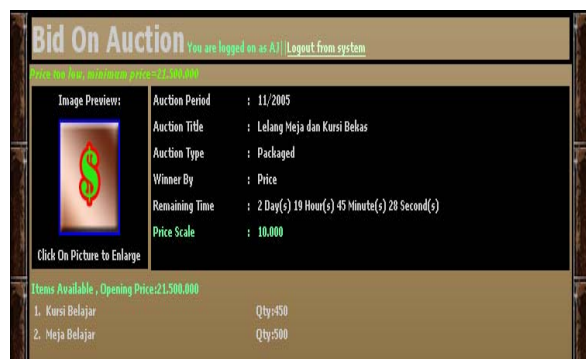 Bid On Auction You are logged on as AJ||Logout from system
Price too low, minimum price=21.500.000
Image Preview:
Auction Period : 11/2005
Auction Title : Lelang Meja dan Kursi Bekas
Auction Type : Packaged
Winner By : Price
Remaining Time : 2 Day(s) 19 Hour(s) 45 Minute(s) 28 Second(s)
Price Scale : 10.000
$
Click On Picture to Enlarge
Items Available , Opening Price:21.500.000
1. Kursi Belajar Qty:450
2. Meja Belajar Qty:500